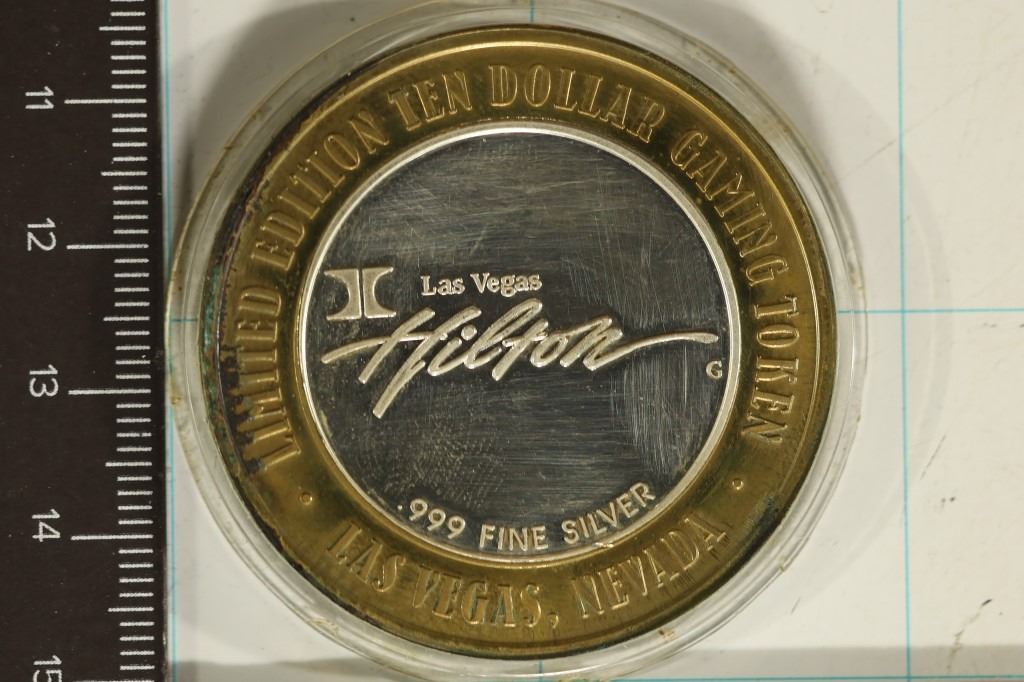 LIMITED EDITION TEN DOLLAR GAMING TOKEN
Las Vegas
Hilton
G
.999 FINE SILVER
LAS VEGAS, NEVADA
11
12
13
14
15